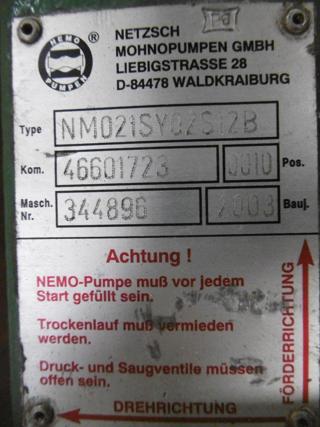 NETZSCH
MOHNOPUMPEN GMBH
LIEBIGSTRASSE 28
D-84478 WALDKRAIBURG
NEMO ®
PUMPEN
Type NM021SY02S12B
Kom. 46601723 0010 Pos.
Masch. Nr. 344896 2003 Bauj.
Achtung !
NEMO-Pumpe muß vor jedem
Start gefüllt sein.
Trockenlauf muß vermieden
werden.
Druck- und Saugventile müssen
offen sein.
FÖRDERRICHTUNG
DREHRICHTUNG